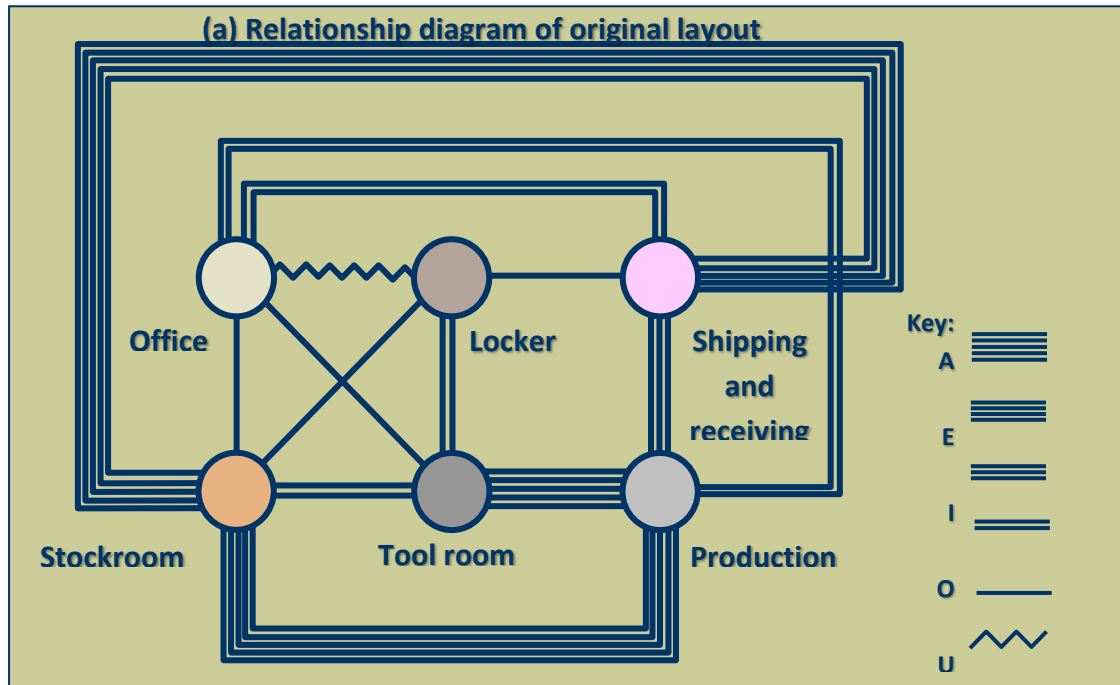 (a) Relationship diagram of original layout
Office
Locker
Shipping
and
receiving
Key:
A
E
I
O
U
Stockroom
Tool room
Production